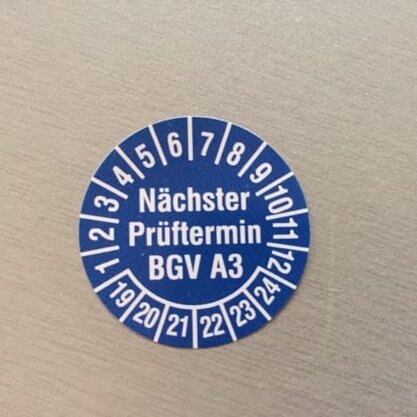 1 2 3 4 5 6 7 8 9 10 11 12
Nächster
Prüftermin
BGV A3
19 20 21 22 23 24